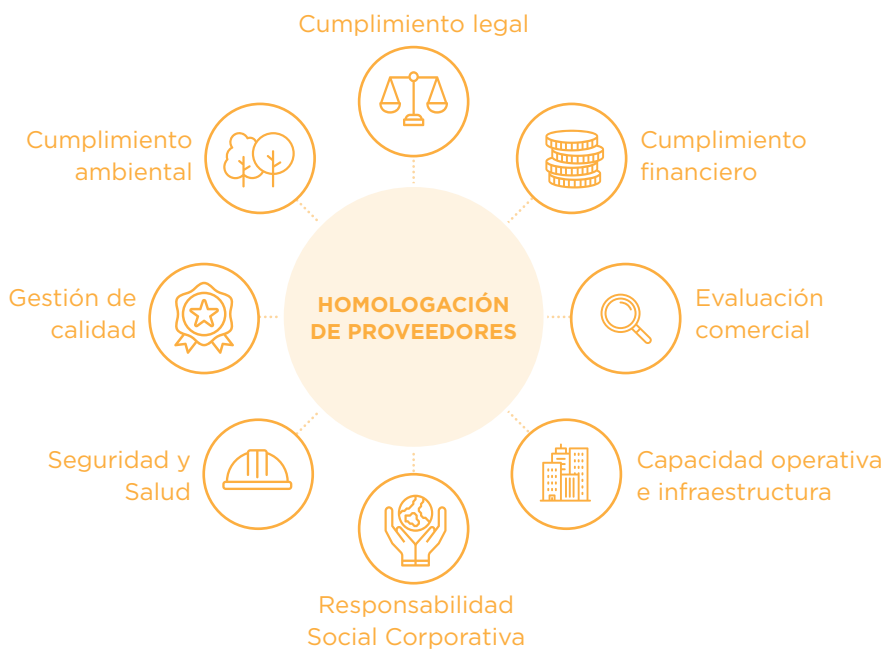 Cumplimiento legal
Cumplimiento
ambiental
Cumplimiento
financiero
Gestión de
calidad
HOMOLOGACIÓN
DE PROVEEDORES
Evaluación
comercial
Seguridad y
Salud
Capacidad operativa
e infraestructura
Responsabilidad
Social Corporativa